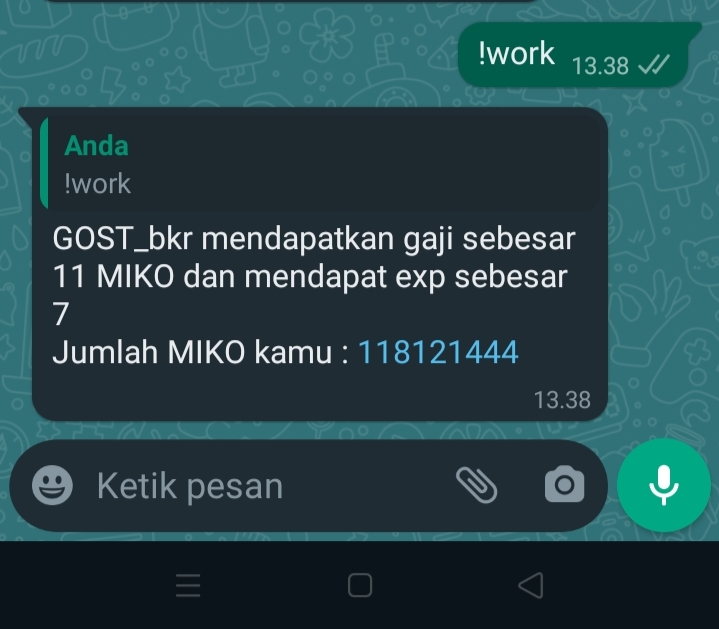 !work 13.38
Anda
!work
GOST_bkr mendapatkan gaji sebesar
11 MIKO dan mendapat exp sebesar
7
Jumlah MIKO kamu : 118121444
13.38
Ketik pesan